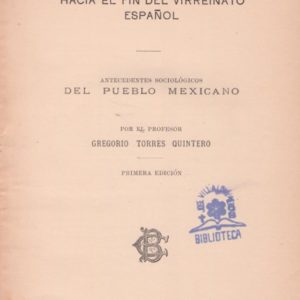 HACIA EL FIN DEL VIRREINATO
ESPAÑOL
ANTECEDENTES SOCIOLÓGICOS
DEL PUEBLO MEXICANO
POR EL PROFESOR
GREGORIO TORRES QUINTERO
PRIMERA EDICIÓN
BIBLIOTECA